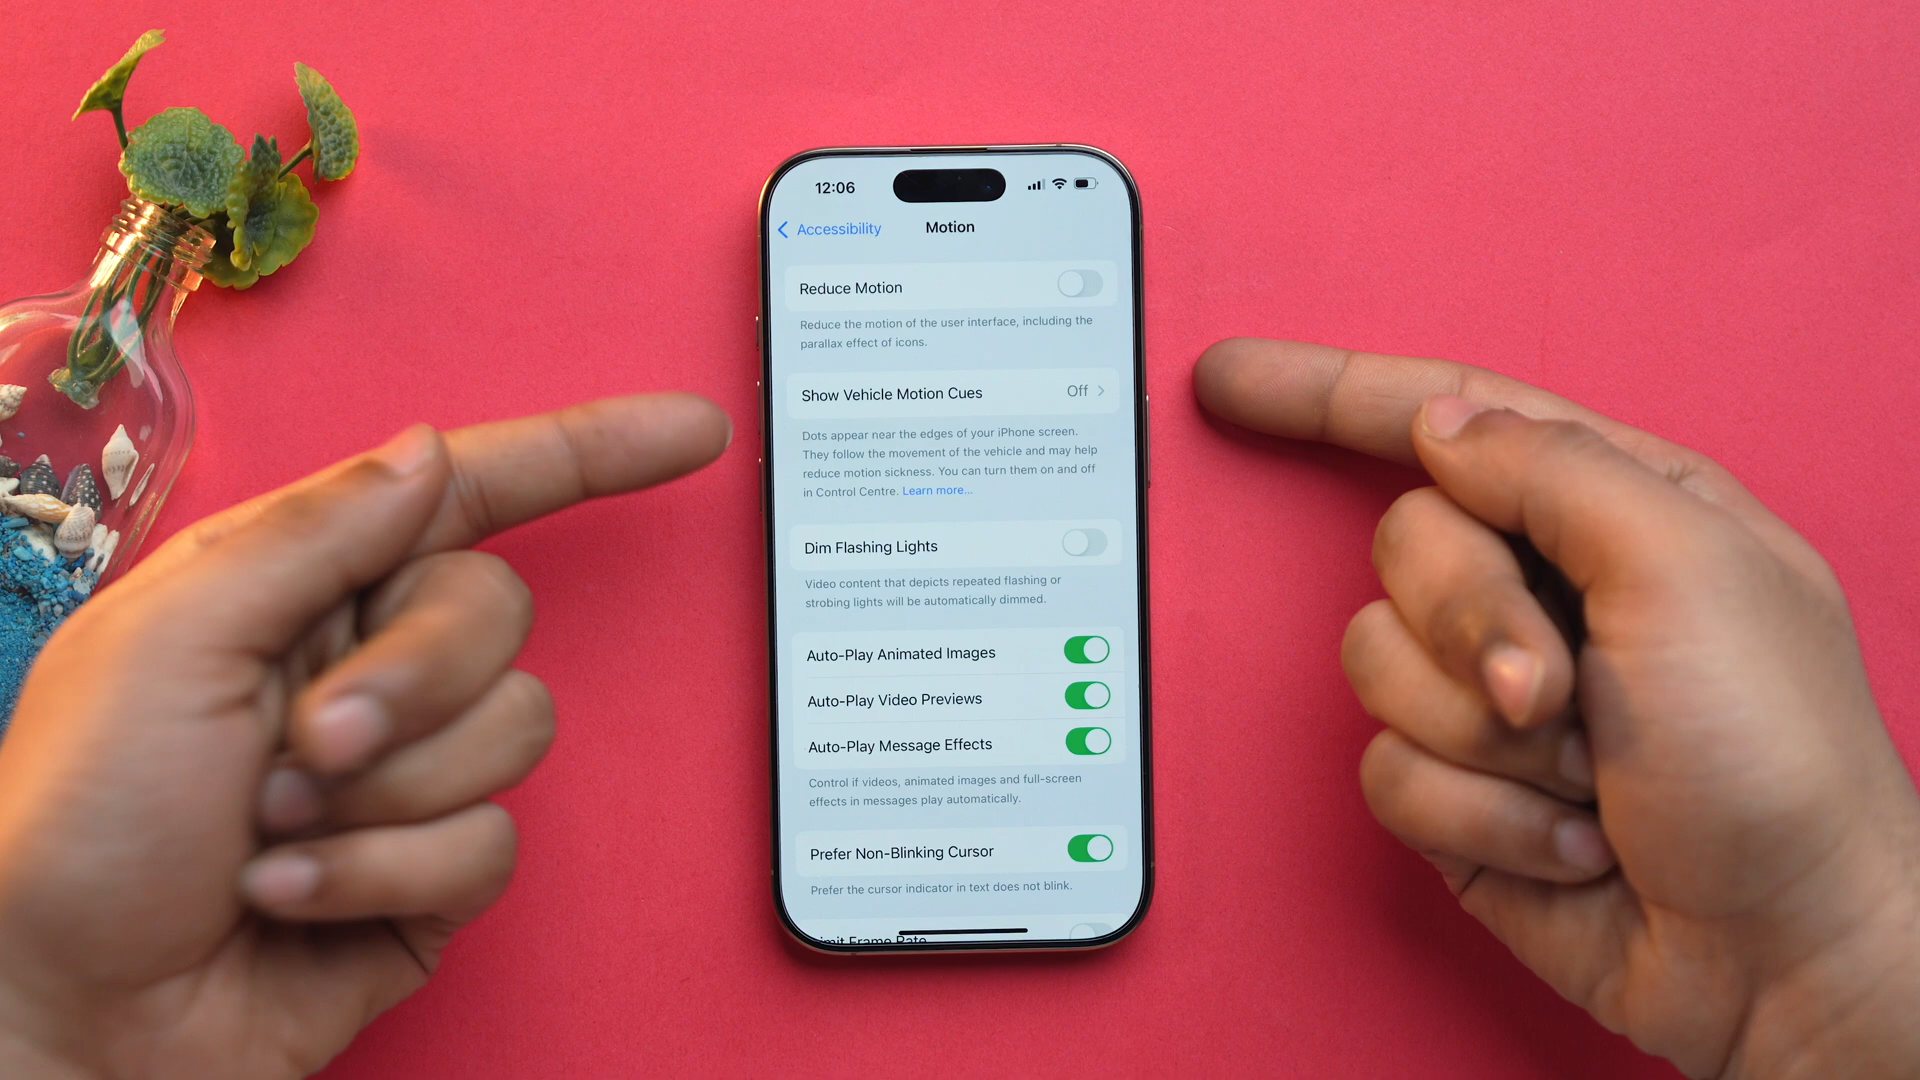 12:06
Accessibility
Motion
Reduce Motion
Reduce the motion of the user interface, including the
parallax effect of icons.
Show Vehicle Motion Cues Off
Dots appear near the edges of your iPhone screen.
They follow the movement of the vehicle and may help
reduce motion sickness. You can turn them on and off
in Control Centre. Learn more...
Dim Flashing Lights
Video content that depicts repeated flashing or
strobing lights will be automatically dimmed.
Auto-Play Animated Images
Auto-Play Video Previews
Auto-Play Message Effects
Control if videos, animated images and full-screen
effects in messages play automatically.
Prefer Non-Blinking Cursor
Prefer the cursor indicator in text does not blink.
Limit Frame Rate